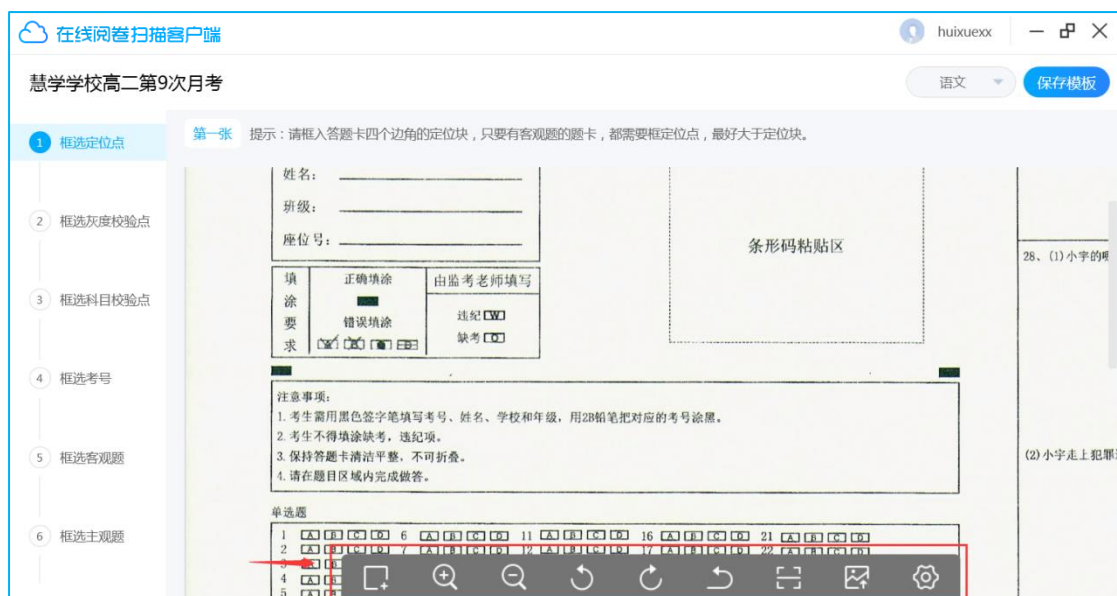 在线阅卷扫描客户端
huixuexx
慧学学校高二第9次月考
语文
保存模板
1 框选定位点
2 框选灰度校验点
3 框选科目校验点
4 框选考号
5 框选客观题
6 框选主观题
第一张 提示：请框入答题卡四个边角的定位块，只要有客观题的题卡，都需要框定位点，最好大于定位块。
姓名：
班级：
座位号：
填涂要求
正确填涂
错误填涂
由监考老师填写
违纪 W
缺考 O
条形码粘贴区
注意事项：
1. 考生需用黑色签字笔填写考号、姓名、学校和年级，用2B铅笔把对应的考号涂黑。
2. 考生不得填涂缺考，违纪项。
3. 保持答题卡清洁平整，不可折叠。
4. 请在题目区域内完成做答。
单选题
1 A B C D 6 A B C D 11 A B C D 16 A B C D 21 A B C D
2 A B C D 7 A B C D 12 A B C D 17 A B C D 22 A B C D
3 A B
4 A B
5 A B
28、(1)小宇的
(2)小宇走上犯罪